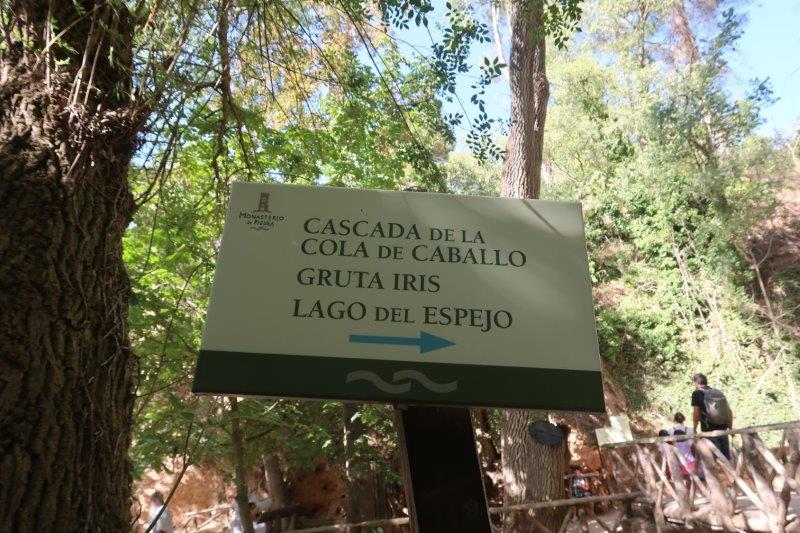 MONASTERIO
DE PIEDRA
CASCADA DE LA
COLA DE CABALLO
GRUTA IRIS
LAGO DEL ESPEJO